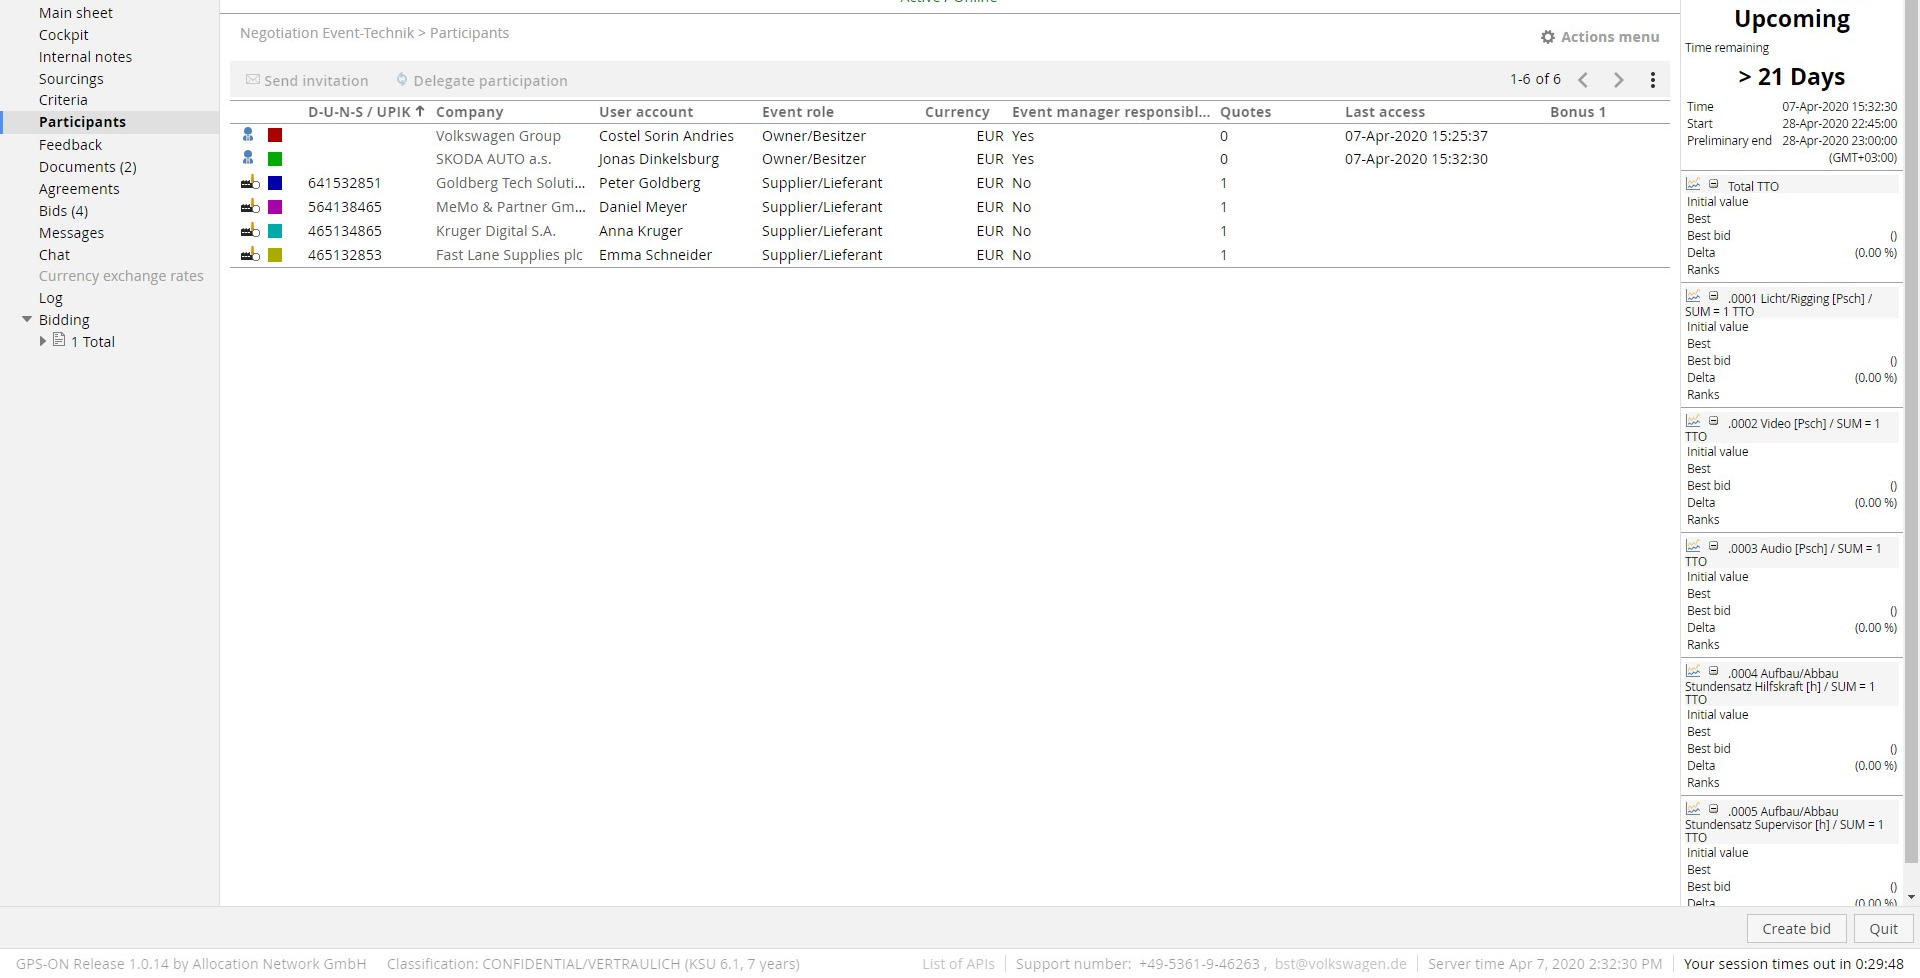 Main sheet
Cockpit
Internal notes
Sourcings
Criteria
Participants
Feedback
Documents (2)
Agreements
Bids (4)
Messages
Chat
Currency exchange rates
Log
Bidding
1 Total
Negotiation Event-Technik > Participants
Actions menu
Send invitation Delegate participation 1-6 of 6
D-U-N-S / UPIK Company User account Event role Currency Event manager responsibl... Quotes Last access Bonus 1
Volkswagen Group Costel Sorin Andries Owner/Besitzer EUR Yes 0 07-Apr-2020 15:25:37
SKODA AUTO a.s. Jonas Dinkelsburg Owner/Besitzer EUR Yes 0 07-Apr-2020 15:32:30
641532851 Goldberg Tech Soluti... Peter Goldberg Supplier/Lieferant EUR No 1
564138465 MeMo & Partner Gm... Daniel Meyer Supplier/Lieferant EUR No 1
465134865 Kruger Digital S.A. Anna Kruger Supplier/Lieferant EUR No 1
465132853 Fast Lane Supplies plc Emma Schneider Supplier/Lieferant EUR No 1
Upcoming
Time remaining
> 21 Days
Time 07-Apr-2020 15:32:30
Start 28-Apr-2020 22:45:00
Preliminary end 28-Apr-2020 23:00:00
(GMT+03:00)
Total TTO
Initial value
Best
Best bid ()
Delta (0.00 %)
Ranks
.0001 Licht/Rigging [Psch] /
SUM = 1 TTO
Initial value
Best
Best bid ()
Delta (0.00 %)
Ranks
.0002 Video [Psch] / SUM = 1
TTO
Initial value
Best
Best bid ()
Delta (0.00 %)
Ranks
.0003 Audio [Psch] / SUM = 1
TTO
Initial value
Best
Best bid ()
Delta (0.00 %)
Ranks
.0004 Aufbau/Abbau
Stundensatz Hilfskraft [h] / SUM = 1
TTO
Initial value
Best
Best bid ()
Delta (0.00 %)
Ranks
.0005 Aufbau/Abbau
Stundensatz Supervisor [h] / SUM = 1
TTO
Initial value
Best
Best bid ()
Delta (0.00 %)
Create bid Quit
GPS-ON Release 1.0.14 by Allocation Network GmbH Classification: CONFIDENTIAL/VERTRAULICH (KSU 6.1, 7 years) List of APIs Support number: +49-5361-9-46263 , bst@volkswagen.de Server time Apr 7, 2020 2:32:30 PM Your session times out in 0:29:48